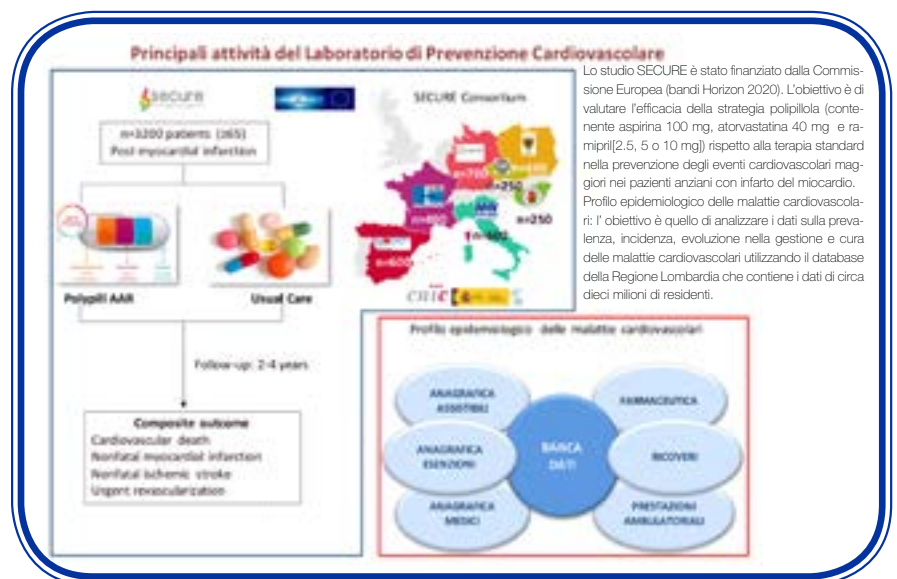 Principali attività del Laboratorio di Prevenzione Cardiovascolare
secure
SECURE Consortium
n=3200 patients (≥65)
Post myocardial infarction
Polypill AAR
Usual Care
Follow-up: 2-4 years
Composite outcome
Cardiovascular death
Nonfatal myocardial infarction
Nonfatal ischemic stroke
Urgent revascularization
n=700
n=250
n=250
n=600
cnic
Lo studio SECURE è stato finanziato dalla Commis-
sione Europea (bandi Horizon 2020). L'obiettivo è di
valutare l'efficacia della strategia polipillola (conte-
nente aspirina 100 mg, atorvastatina 40 mg e ra-
mipril[2.5, 5 o 10 mg]) rispetto alla terapia standard
nella prevenzione degli eventi cardiovascolari mag-
giori nei pazienti anziani con infarto del miocardio.
Profilo epidemiologico delle malattie cardiovascola-
ri: l' obiettivo è quello di analizzare i dati sulla preva-
lenza, incidenza, evoluzione nella gestione e cura
delle malattie cardiovascolari utilizzando il database
della Regione Lombardia che contiene i dati di circa
dieci milioni di residenti.
Profilo epidemiologico delle malattie cardiovascolari
ANAGRAFICA
ASSISTIBILI
FARMACEUTICA
ANAGRAFICA
ESENZIONI
BANCA
DATI
RICOVERI
ANAGRAFICA
MEDICI
PRESTAZIONI
AMBULATORIALI